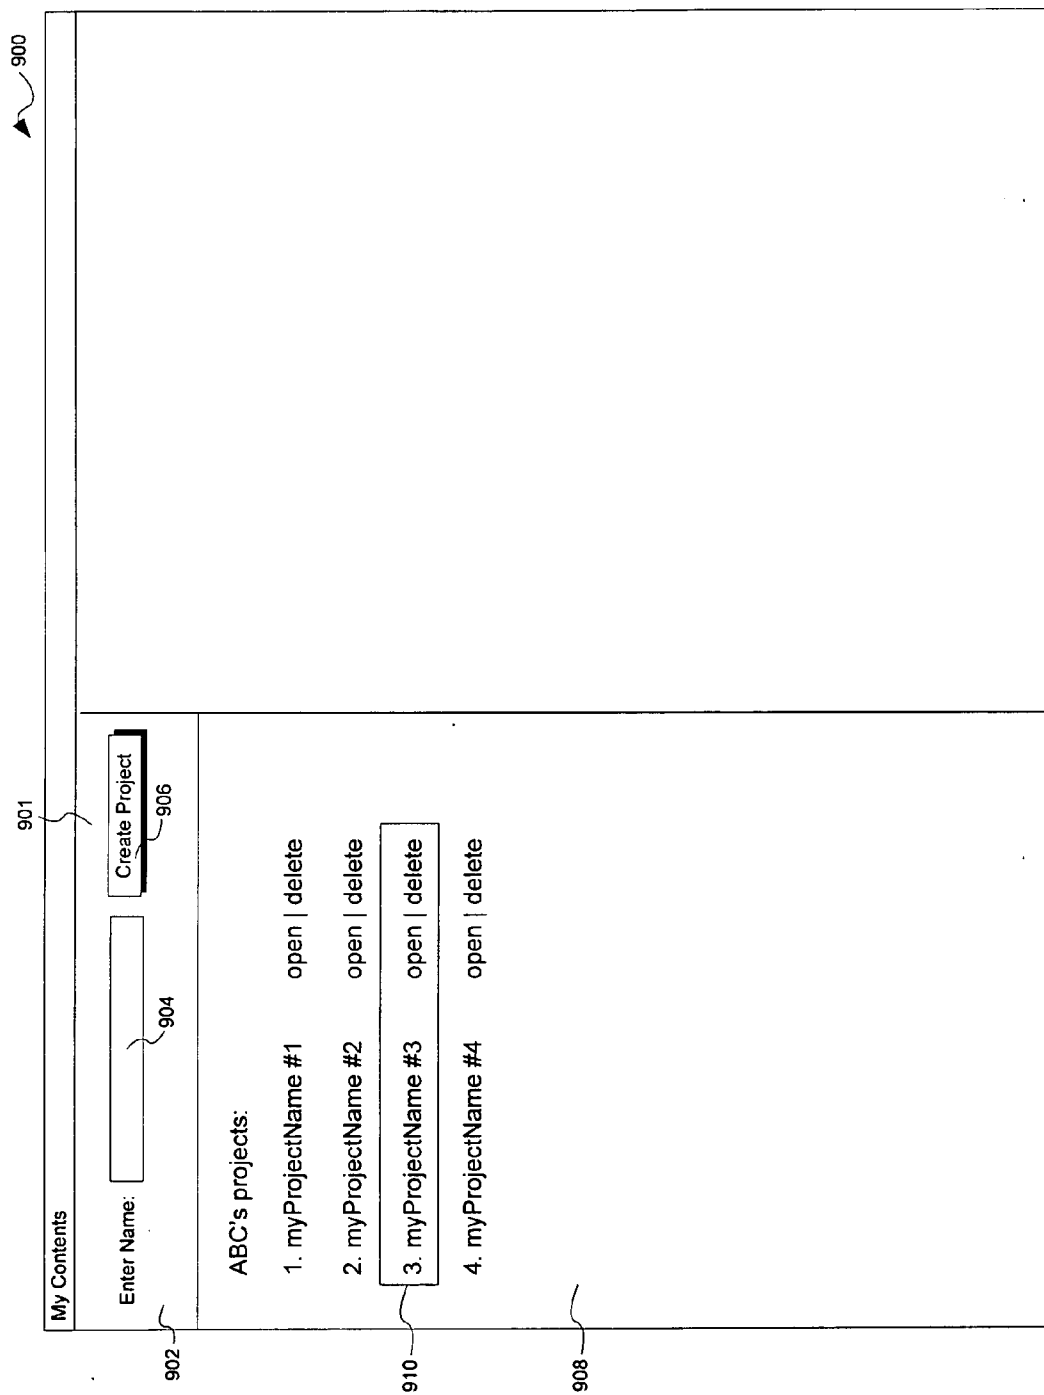 900
My Contents
901
Enter Name:
Create Project
904
906
902
ABC's projects:
1. myProjectName #1 open | delete
2. myProjectName #2 open | delete
3. myProjectName #3 open | delete
4. myProjectName #4 open | delete
910
908